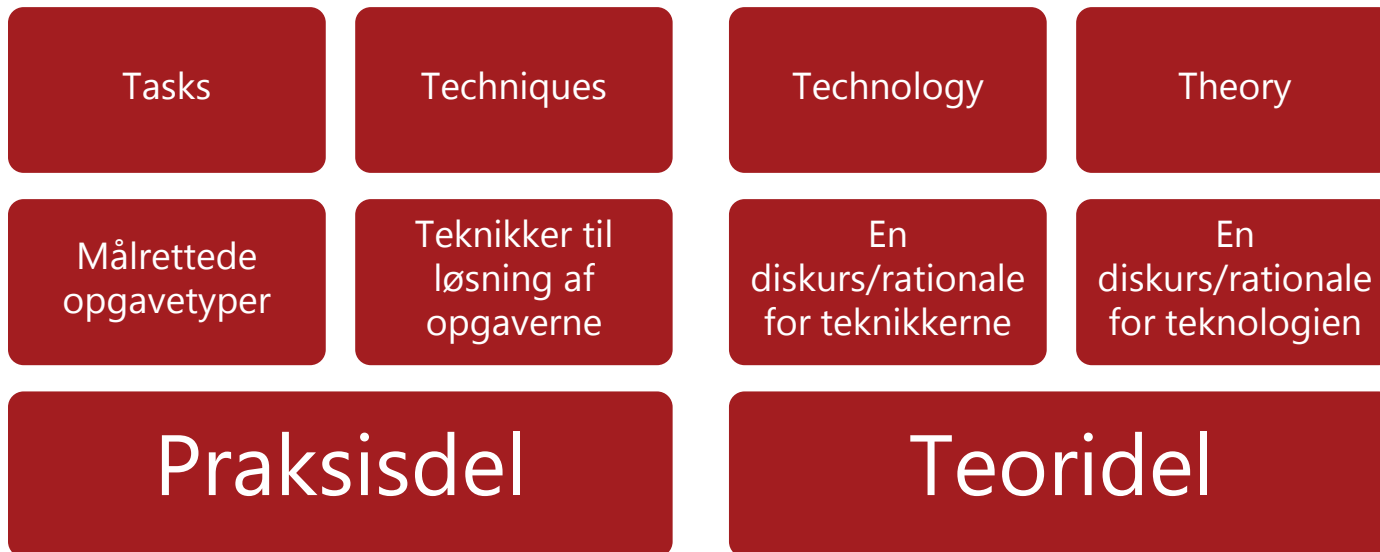 Tasks
Techniques
Technology
Theory
Målrettede
opgavetyper
Teknikker til
løsning af
opgaverne
En
diskurs/rationale
for teknikkerne
En
diskurs/rationale
for teknologien
Praksisdel
Teoridel